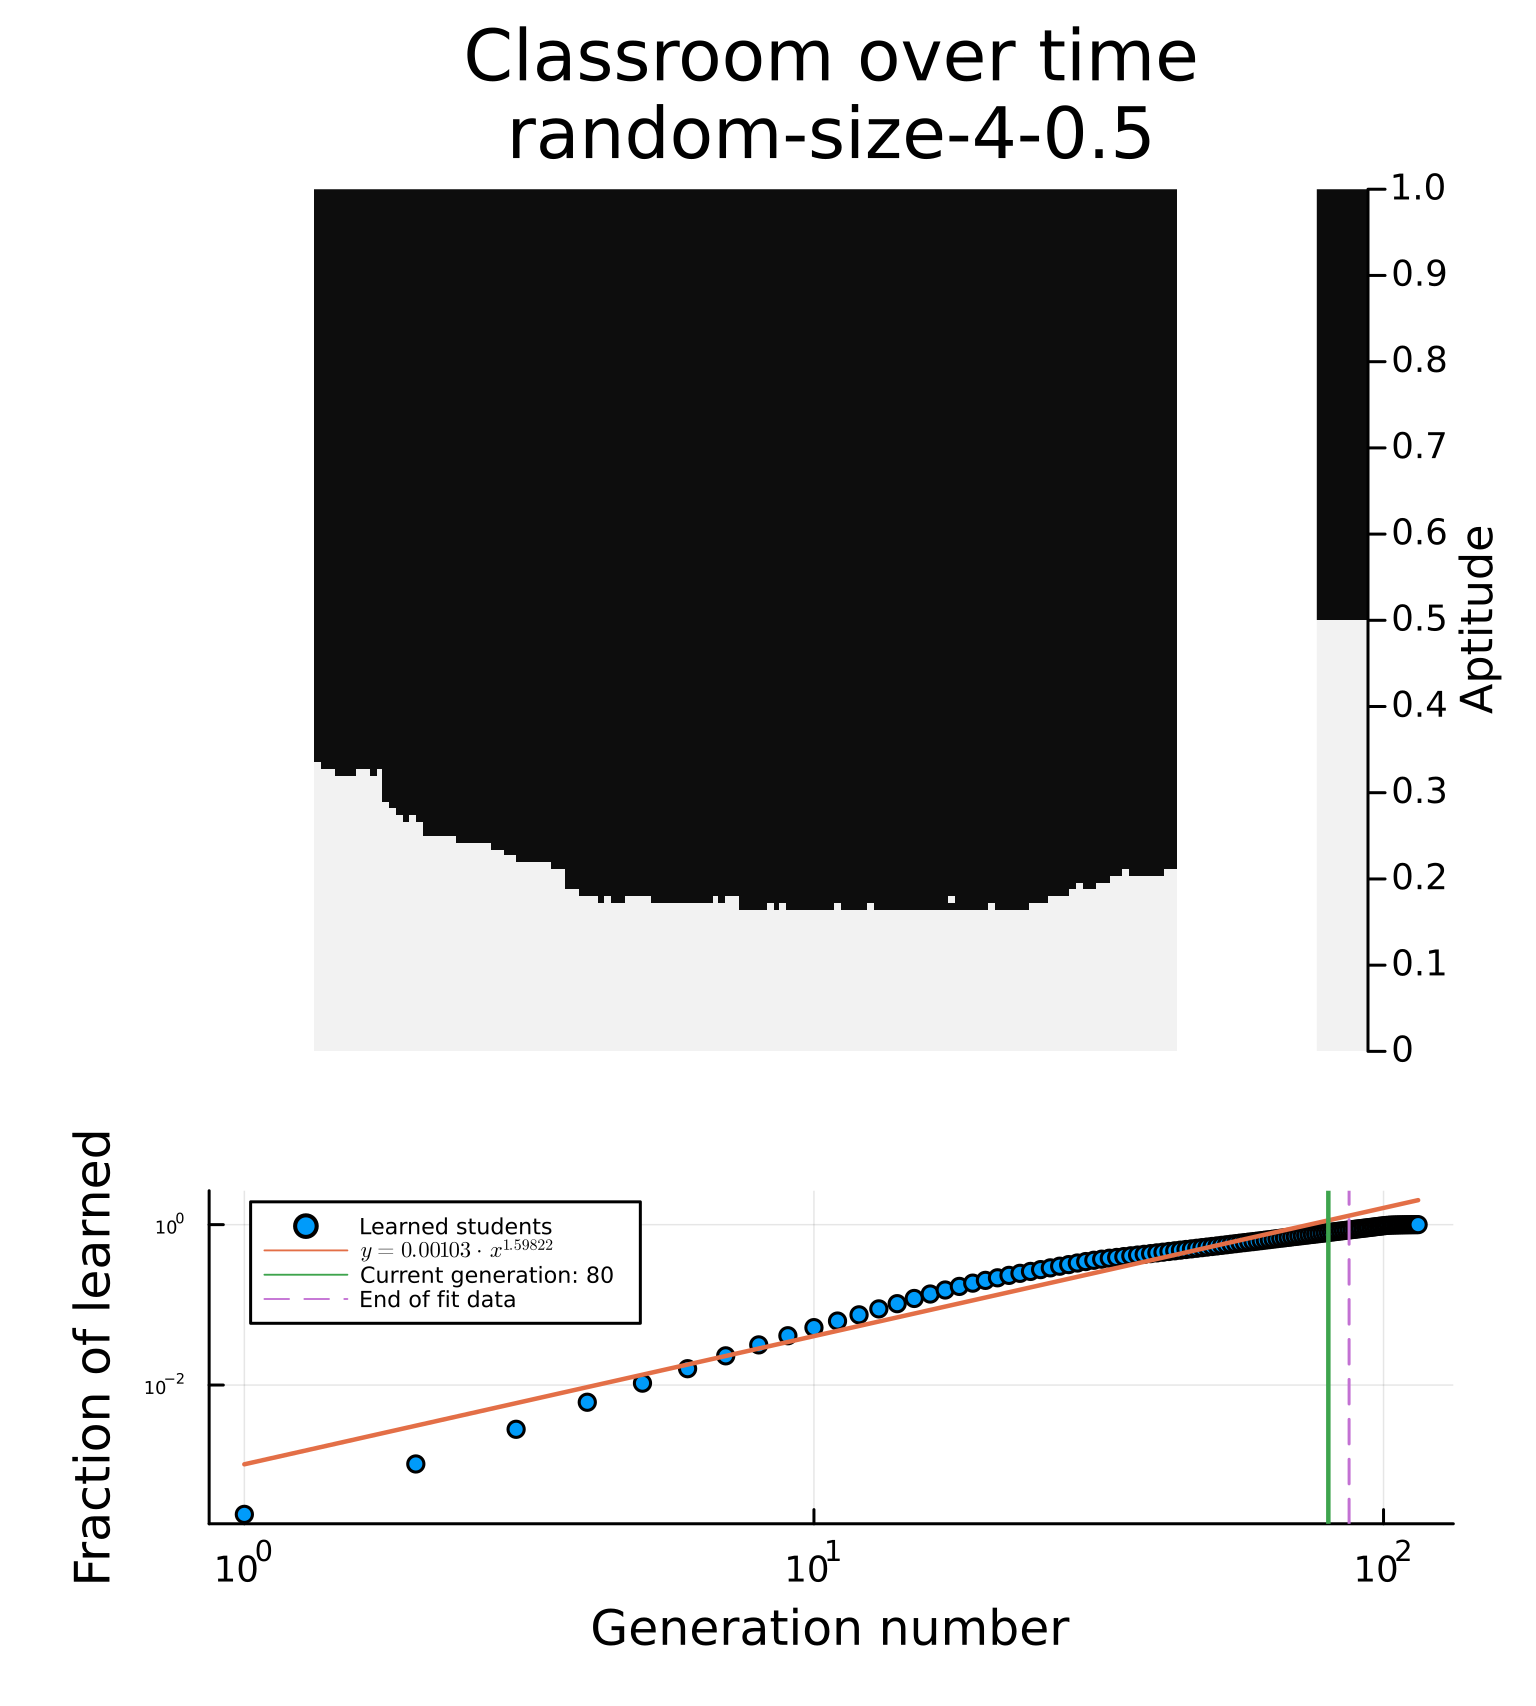 Classroom over time
random-size-4-0.5
1.0
0.9
0.8
0.7
0.6
0.5
0.4
0.3
0.2
0.1
0
Aptitude
Fraction of learned
10⁰
10⁻²
Learned students
y = 0.00103 · x^1.59822
Current generation: 80
End of fit data
10⁰ 10¹ 10²
Generation number